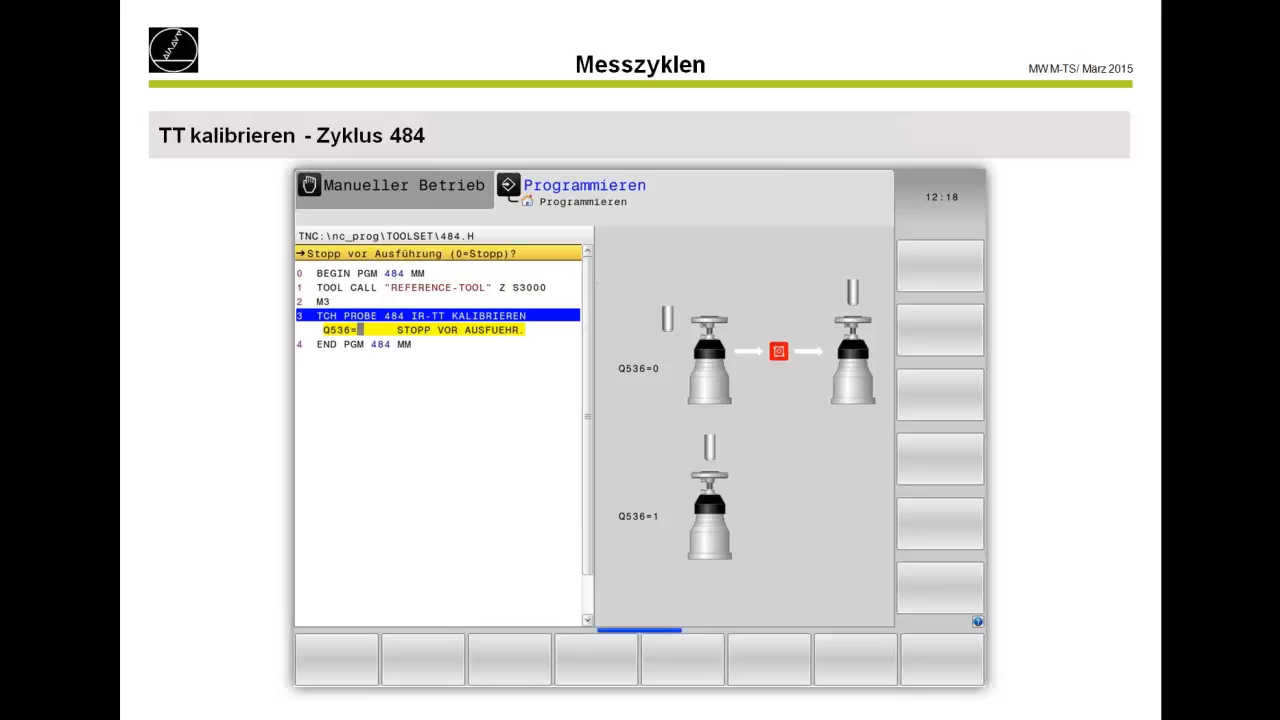 Messzyklen
MW M-TS/ März 2015
TT kalibrieren - Zyklus 484
Manueller Betrieb
Programmieren
Programmieren
12:18
TNC:\nc_prog\TOOLSET\484.H
→Stopp vor Ausführung (0=Stopp)?
0 BEGIN PGM 484 MM
1 TOOL CALL "REFERENCE-TOOL" Z S3000
2 M3
3 TCH PROBE 484 IR-TT KALIBRIEREN
Q536= STOPP VOR AUSFUEHR.
4 END PGM 484 MM
Q536=0
Q536=1